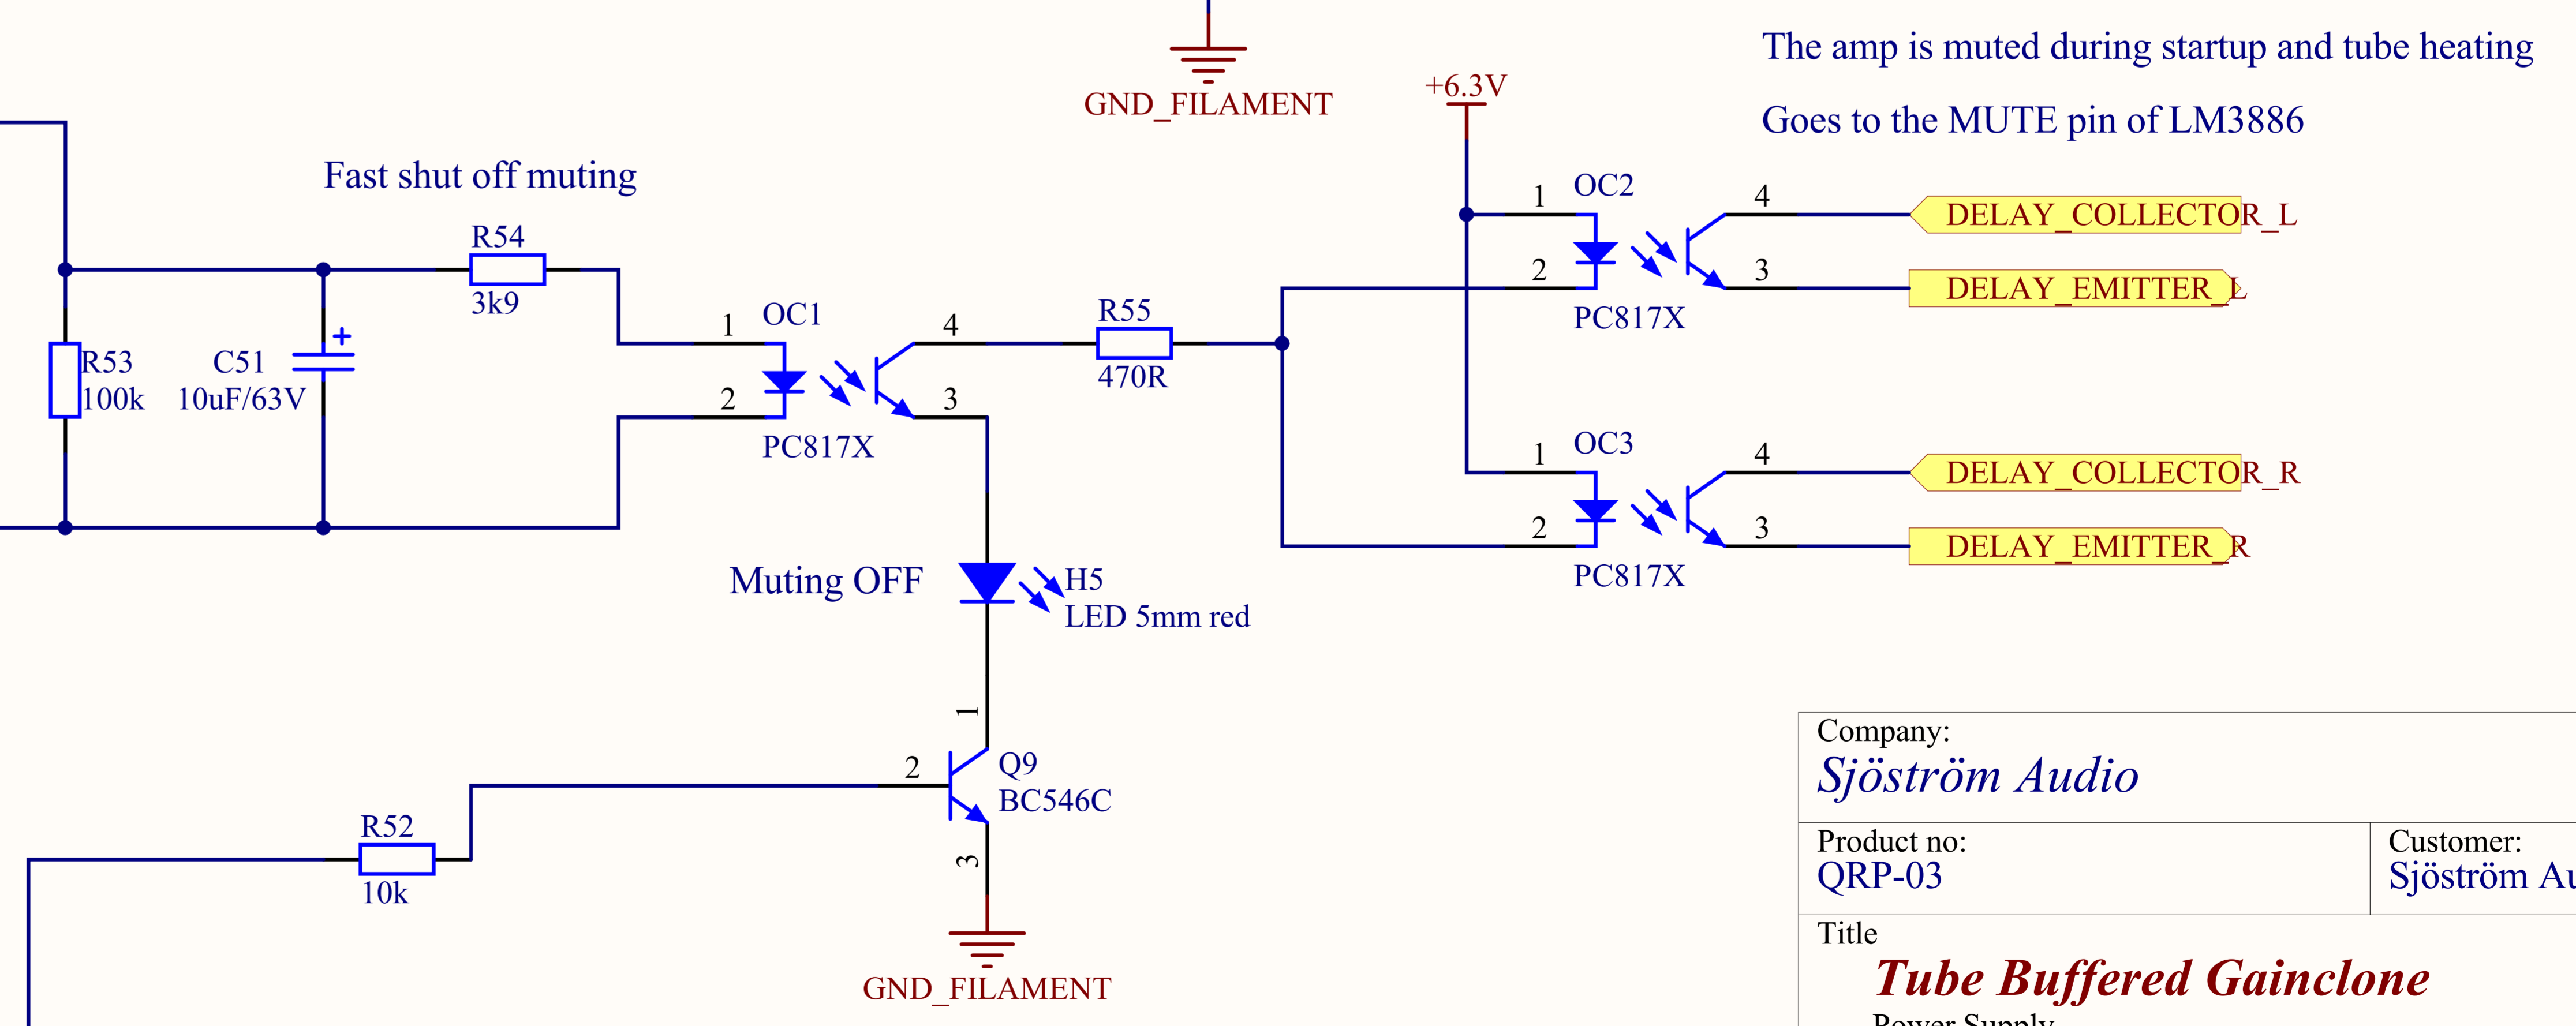 The amp is muted during startup and tube heating
Goes to the MUTE pin of LM3886
GND_FILAMENT
+6.3V
Fast shut off muting
R54
3k9
R53
100k
C51
10uF/63V
+
1
2
OC1
PC817X
4
3
R55
470R
1
2
OC2
PC817X
4
3
DELAY_COLLECTOR_L
DELAY_EMITTER_L
1
2
OC3
PC817X
4
3
DELAY_COLLECTOR_R
DELAY_EMITTER_R
Muting OFF
H5
LED 5mm red
1
2
3
Q9
BC546C
R52
10k
GND_FILAMENT
Company:
Sjöström Audio
Product no:
QRP-03
Customer:
Sjöström Au
Title
Tube Buffered Gainclone
Power Supply